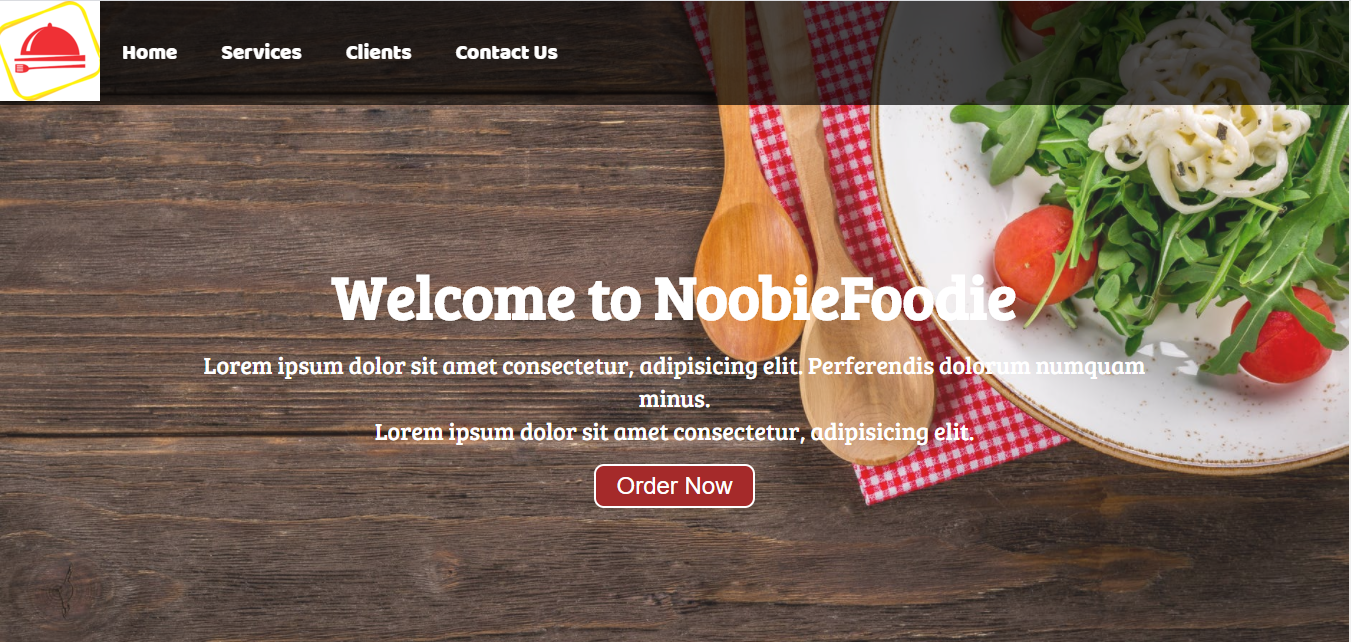 Home Services Clients Contact Us
Welcome to NoobieFoodie
Lorem ipsum dolor sit amet consectetur, adipisicing elit. Perferendis dolorum numquam
minus.
Lorem ipsum dolor sit amet consectetur, adipisicing elit.
Order Now